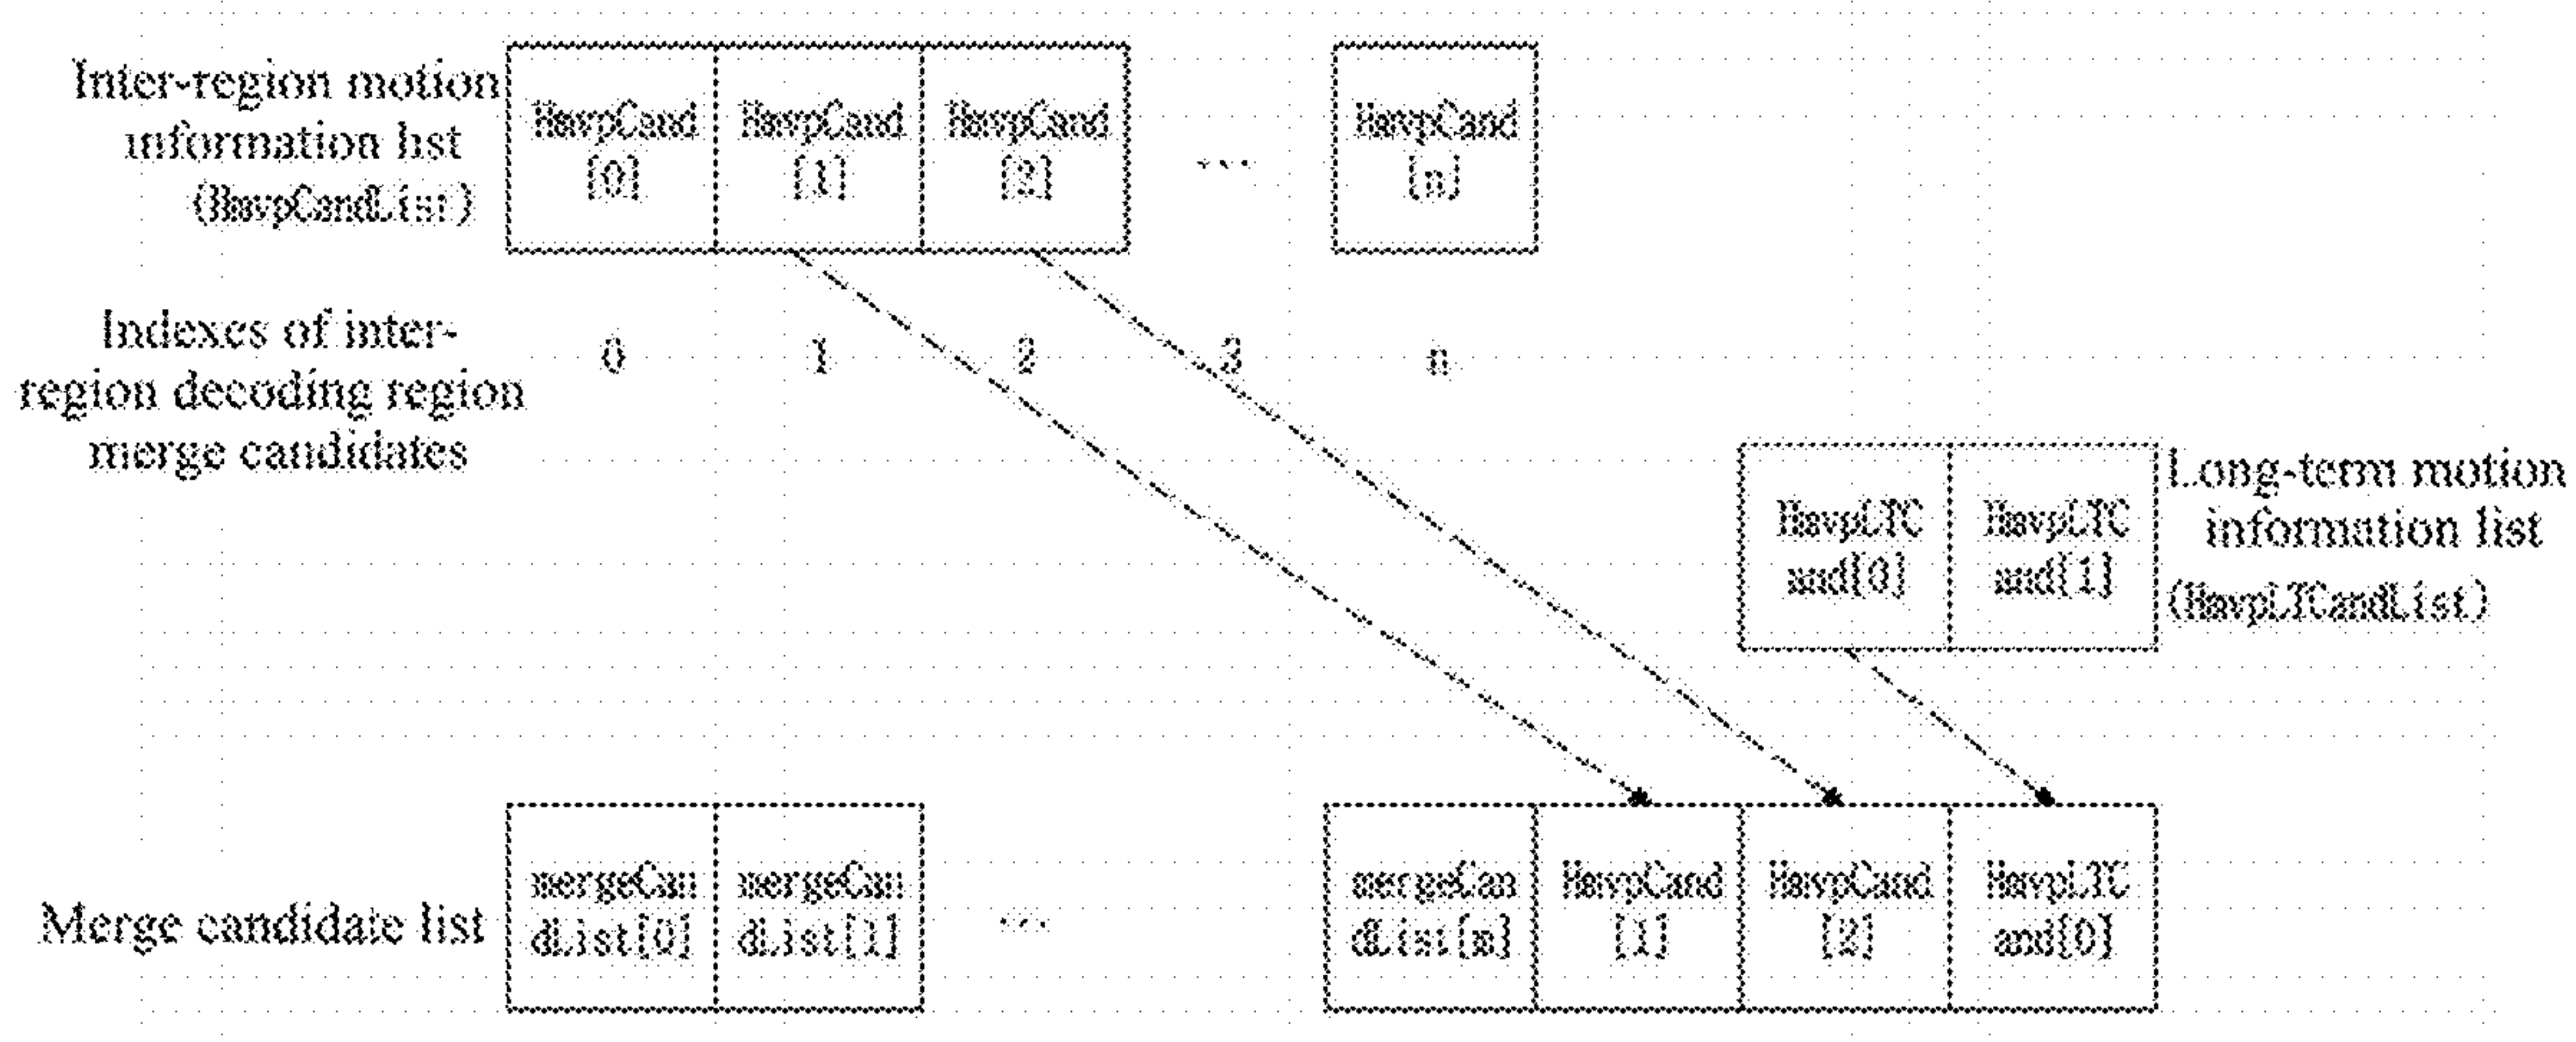 Inter-region motion
information list
(HmvpCandList)
HmvpCand
[0]
HmvpCand
[1]
HmvpCand
[2]
...
HmvpCand
[n]
Indexes of inter-
region decoding region
merge candidates
0
1
2
3
n
HmvpLTC
and[0]
HmvpLTC
and[1]
Long-term motion
information list
(HmvpLTCandList)
Merge candidate list
mergeCan
dList[0]
mergeCan
dList[1]
...
mergeCan
dList[n]
HmvpCand
[1]
HmvpCand
[2]
HmvpLTC
and[0]